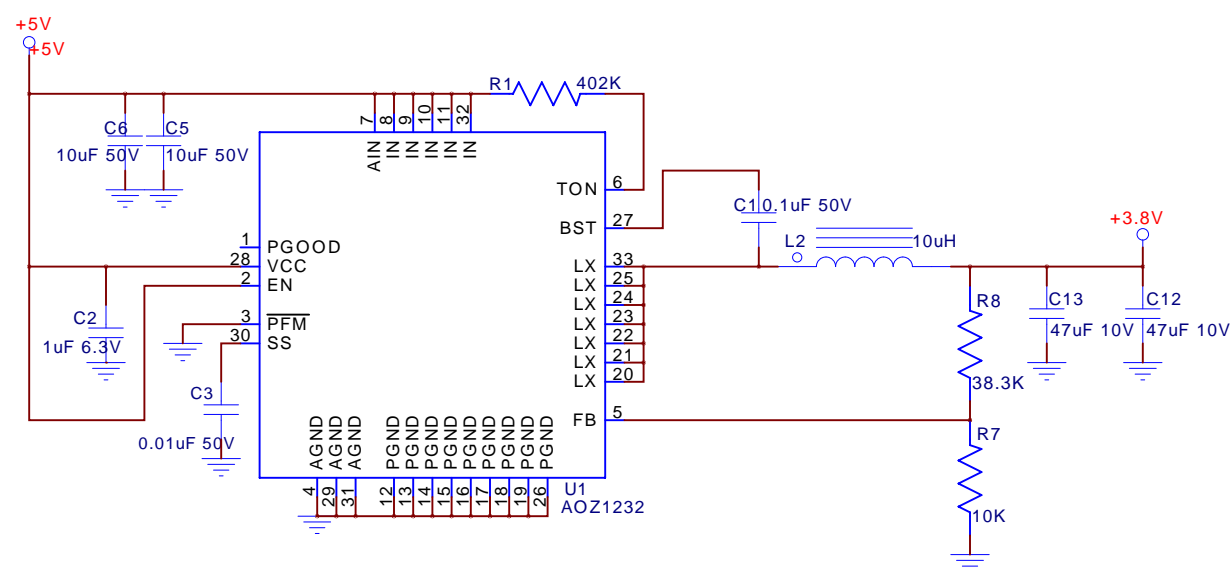 +5V
+5V
R1
402K
C6
C5
10uF 50V
10uF 50V
7
8
9
10
11
32
AIN
IN
IN
IN
IN
IN
TON
6
BST
27
C1
0.1uF 50V
+3.8V
L2
10uH
1
PGOOD
28
VCC
2
EN
3
PFM
30
SS
LX
33
LX
25
LX
24
LX
23
LX
22
LX
21
LX
20
C2
1uF 6.3V
R8
38.3K
C13
47uF 10V
C12
47uF 10V
C3
0.01uF 50V
FB
5
R7
10K
AGND
AGND
AGND
PGND
PGND
PGND
PGND
PGND
PGND
PGND
PGND
PGND
4
29
31
12
13
14
15
16
17
18
19
26
U1
AOZ1232